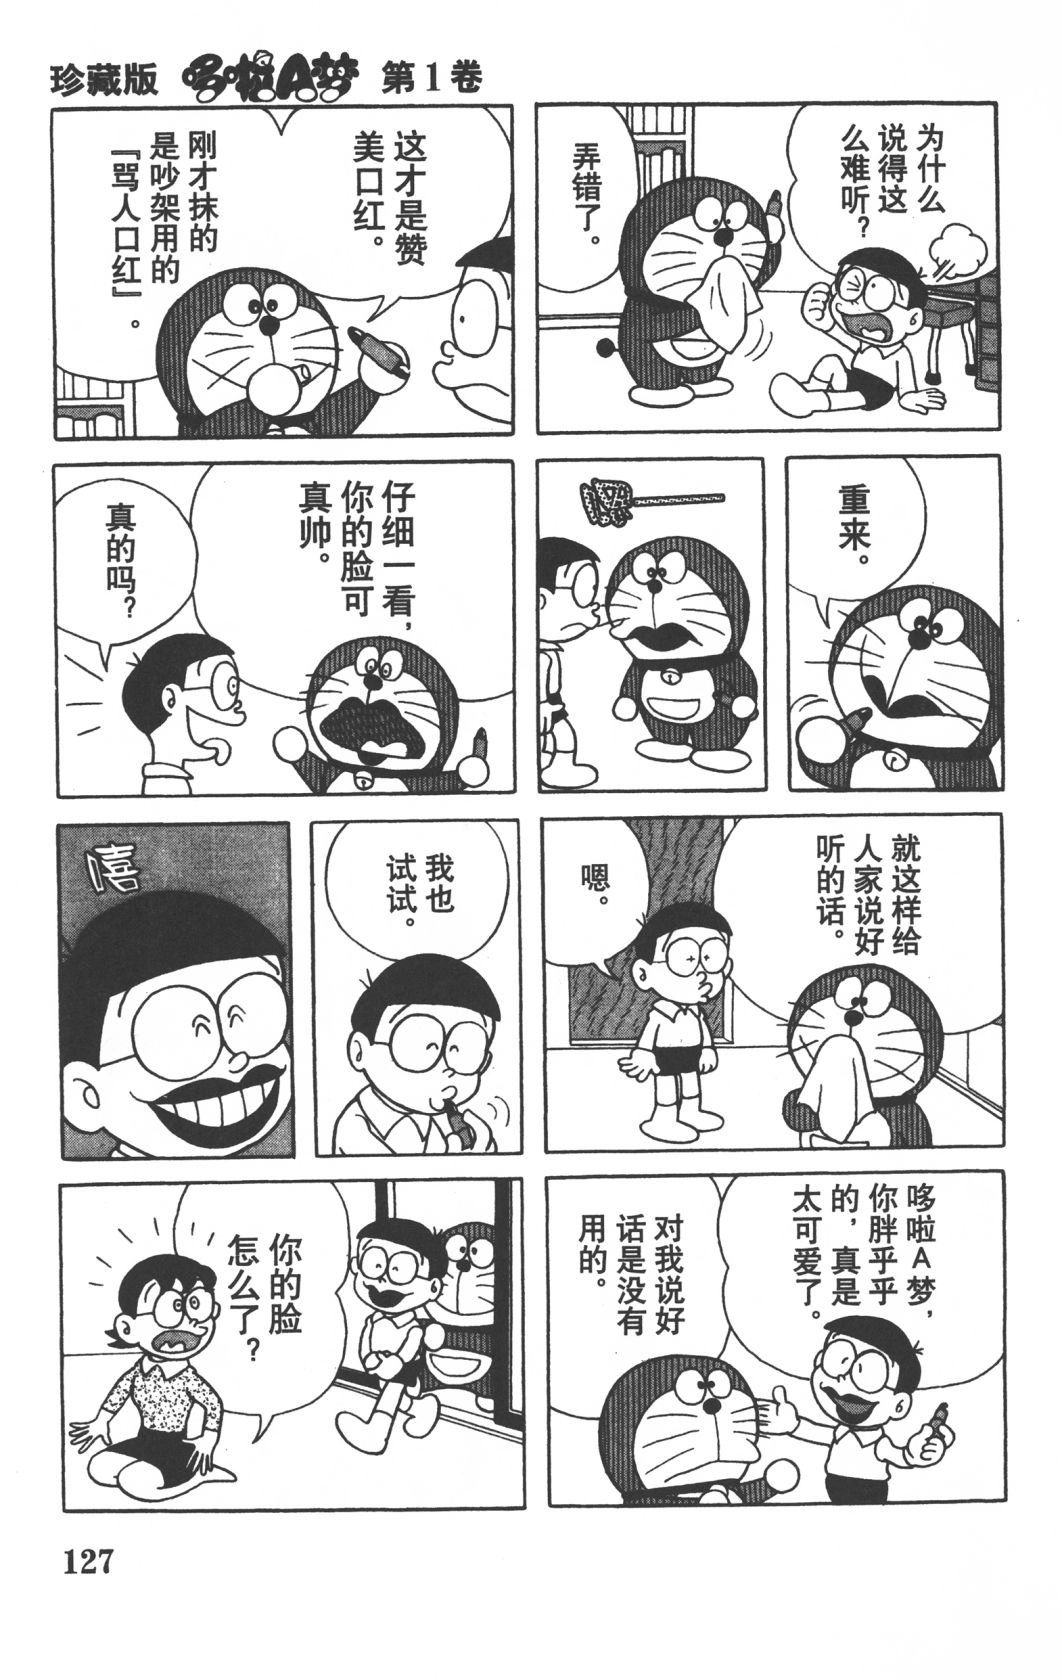 珍藏版 哆啦A梦 第1卷
为什么
说得这
么难听?
弄错了。
这才是赞
美口红。
刚才抹的
是吵架用的
『骂人口红』。
重来。
仔细一看，
你的脸可
真帅。
真的吗?
就这样给
人家说好
听的话。
嗯。
我也
试试。
嘻
哆啦A梦，
你胖乎乎
的，真是
太可爱了。
对我说好
话是没有
用的。
你的脸
怎么了?
127